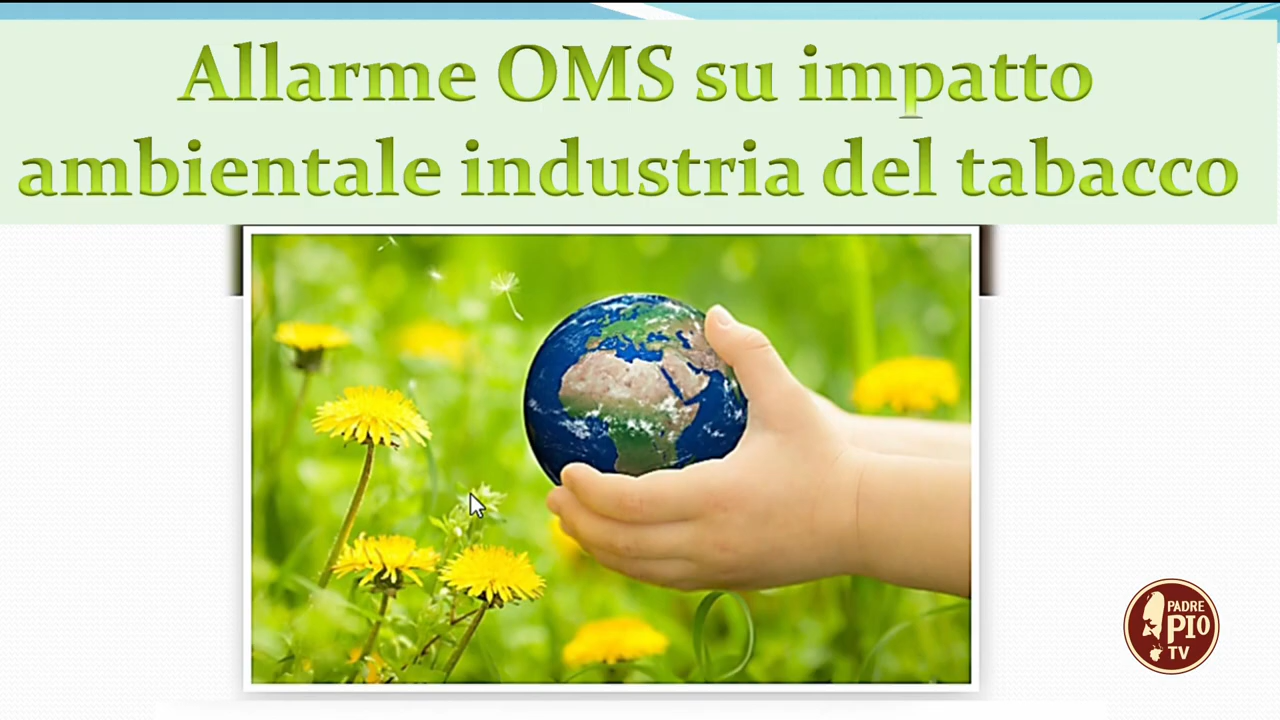 Allarme OMS su impatto
ambientale industria del tabacco
PADRE
PIO
TV